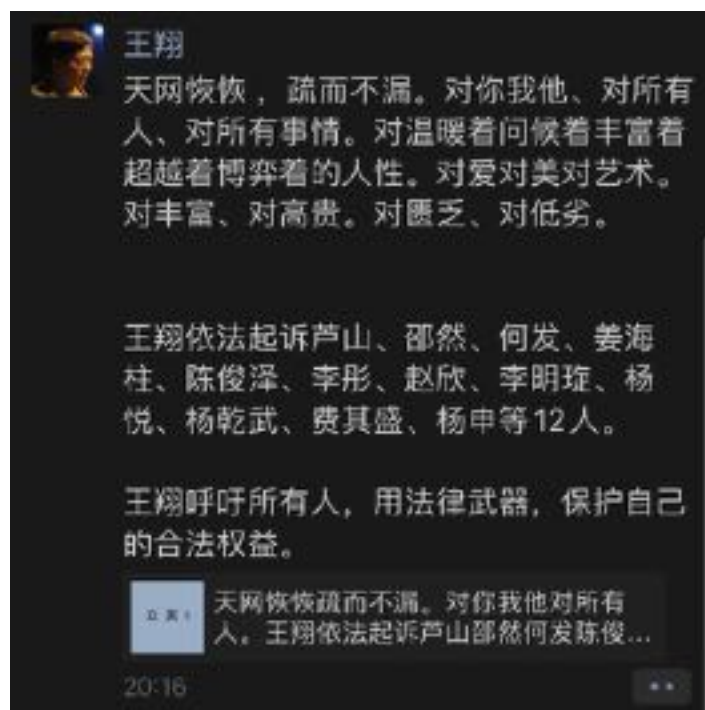 王翔
天网恢恢，疏而不漏。对你我他、对所有
人、对所有事情。对温暖着问候着丰富着
超越着博弈着的人性。对爱对美对艺术。
对丰富、对高贵。对匮乏、对低劣。
王翔依法起诉芦山、邵然、何发、姜海
柱、陈俊泽、李彤、赵欣、李明琁、杨
悦、杨乾武、费其盛、杨申等12人。
王翔呼吁所有人，用法律武器，保护自己
的合法权益。
天网恢恢疏而不漏。对你我他对所有
人。王翔依法起诉芦山邵然何发陈俊...
20:16